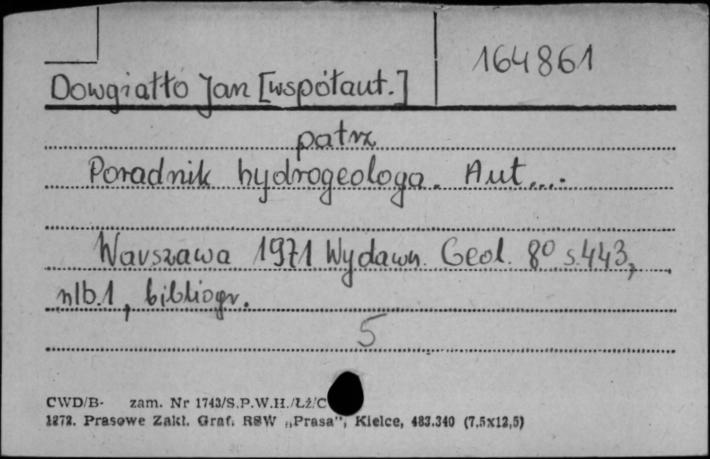 164861
Dowgiałło Jan [współaut.]
patrz
Poradnik hydrogeologa. Aut....
Warszawa 1971 Wydawn. Geol. 8° s.443,
nlb.1, bibliogr.
5
CWD/B- zam. Nr 1743/S.P.W.H./Łź/C
1272. Prasowe Zakł. Graf. RSW „Prasa”, Kielce, 483.340 (7,5x12,5)